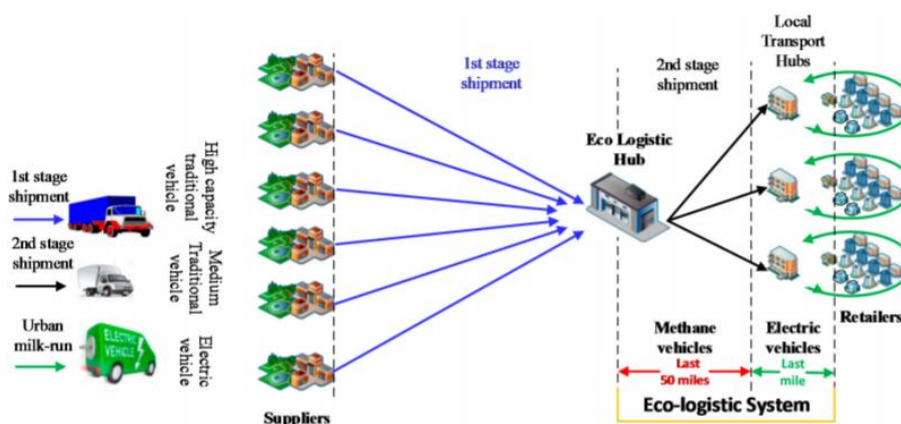 Local
Transport
Hubs
1st stage
shipment
2nd stage
shipment
Eco Logistic
Hub
1st stage
shipment
High capacity
traditional
vehicle
2nd stage
shipment
Medium
Traditional
vehicle
Urban
milk-run
ELECTRIC
VEHICLE
Electric
vehicle
Suppliers
Retailers
Methane
vehicles
Electric
vehicles
Last
50 miles
Last
mile
Eco-logistic System